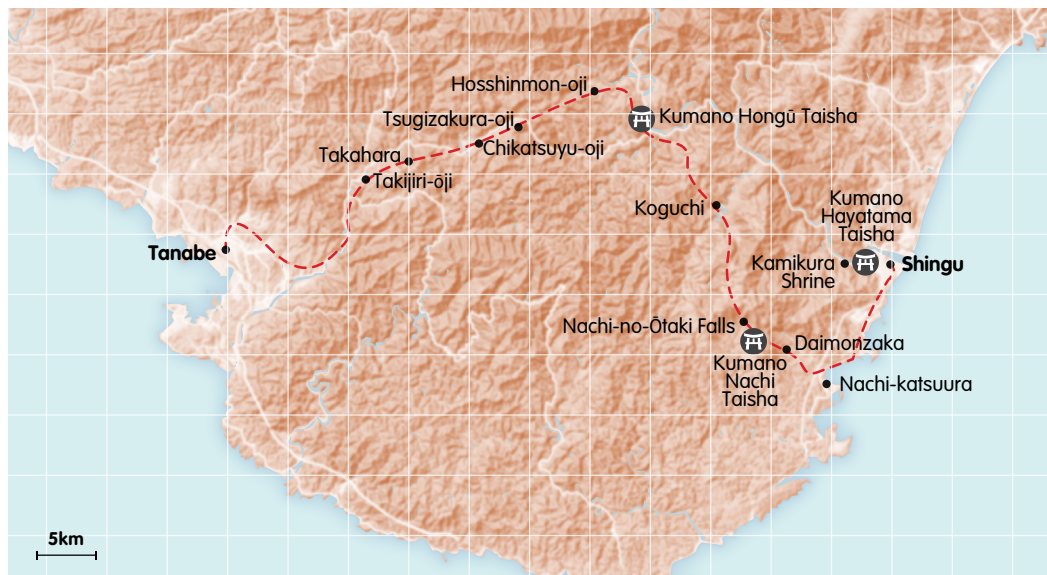 Hosshinmon-oji
Kumano Hongū Taisha
Tsugizakura-oji
Chikatsuyu-oji
Takahara
Takijiri-ōji
Koguchi
Kumano
Hayatama
Taisha
Tanabe
Kamikura
Shrine
Shingu
Nachi-no-Ōtaki Falls
Daimonzaka
Kumano
Nachi
Taisha
Nachi-katsuura
5km